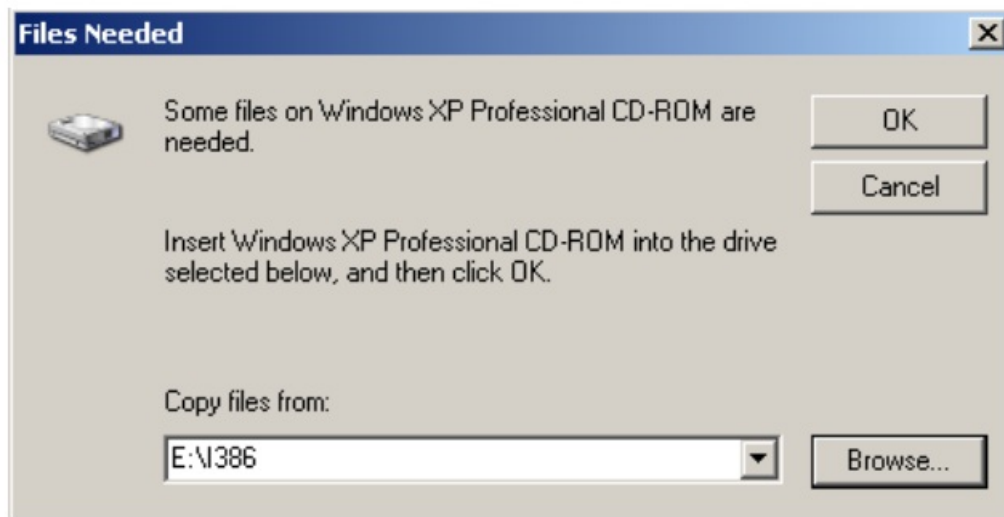 Files Needed
Some files on Windows XP Professional CD-ROM are
needed.
OK
Cancel
Insert Windows XP Professional CD-ROM into the drive
selected below, and then click OK.
Copy files from:
E:\I386
Browse...